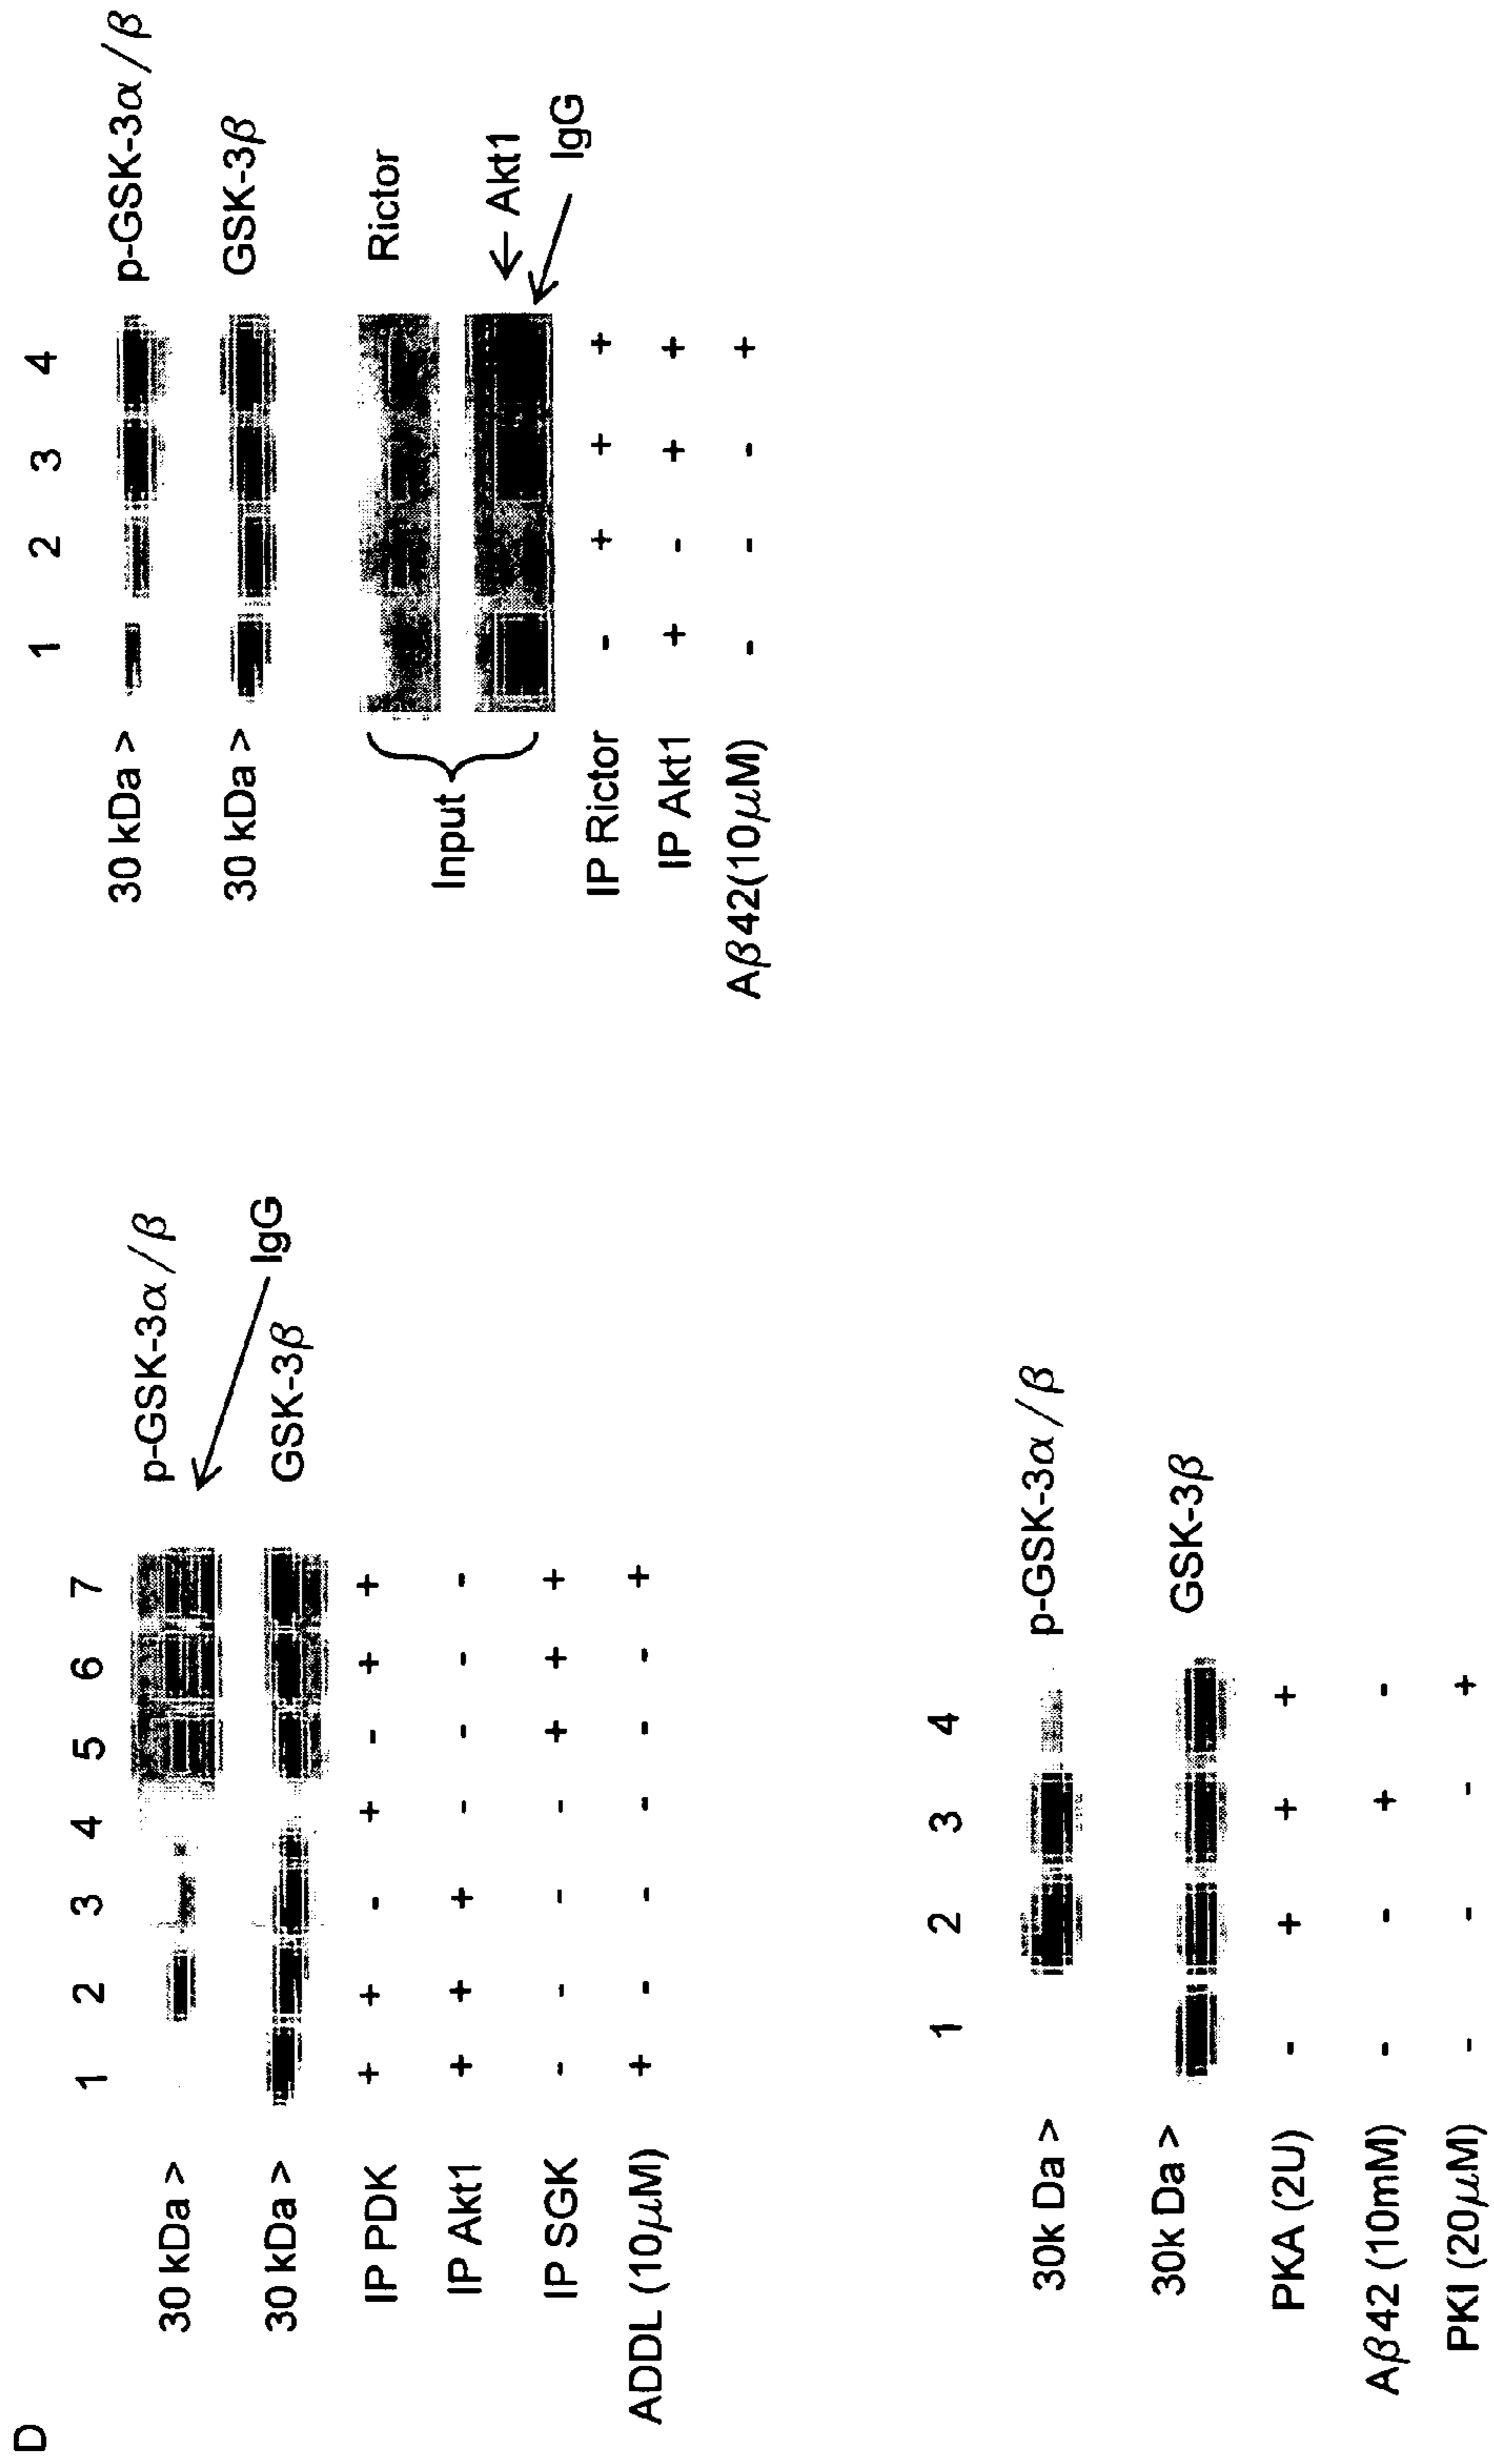 D
1 2 3 4 5 6 7
30 kDa > p-GSK-3α/β
IgG
30 kDa > GSK-3β
IP PDK + + - + - + +
IP Akt1 + + + - - - -
IP SGK - - - - + + +
ADDL (10μM) + - - - - - +
1 2 3 4
30 kDa > p-GSK-3α/β
30 kDa > GSK-3β
Input
Rictor
← Akt1
IgG
IP Rictor - + + +
IP Akt1 + - + +
Aβ42(10μM) - - - +
1 2 3 4
30k Da > p-GSK-3α/β
30k Da > GSK-3β
PKA (2U) - + + +
Aβ42 (10mM) - - + -
PKI (20μM) - - - +